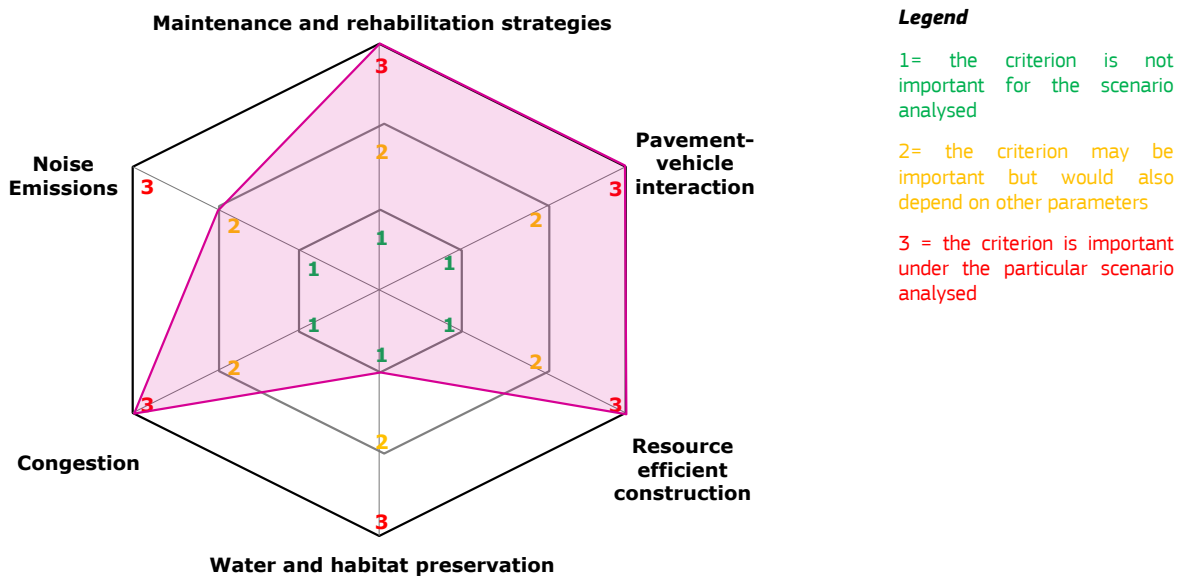 Maintenance and rehabilitation strategies
3
Pavement-
vehicle
interaction
Noise
Emissions
3
3
2
2
2
1
1
1
1
1
1
2
2
2
3
3
3
Congestion
Resource
efficient
construction
Water and habitat preservation
Legend
1= the criterion is not
important for the scenario
analysed
2= the criterion may be
important but would also
depend on other parameters
3 = the criterion is important
under the particular scenario
analysed